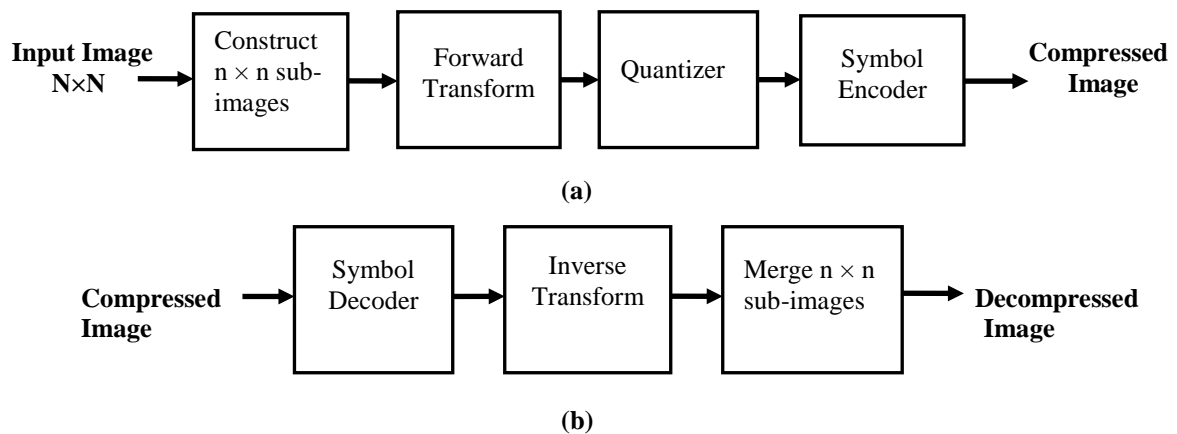 Input Image
N×N
Construct
n × n sub-
images
Forward
Transform
Quantizer
Symbol
Encoder
Compressed
Image
(a)
Compressed
Image
Symbol
Decoder
Inverse
Transform
Merge n × n
sub-images
Decompressed
Image
(b)